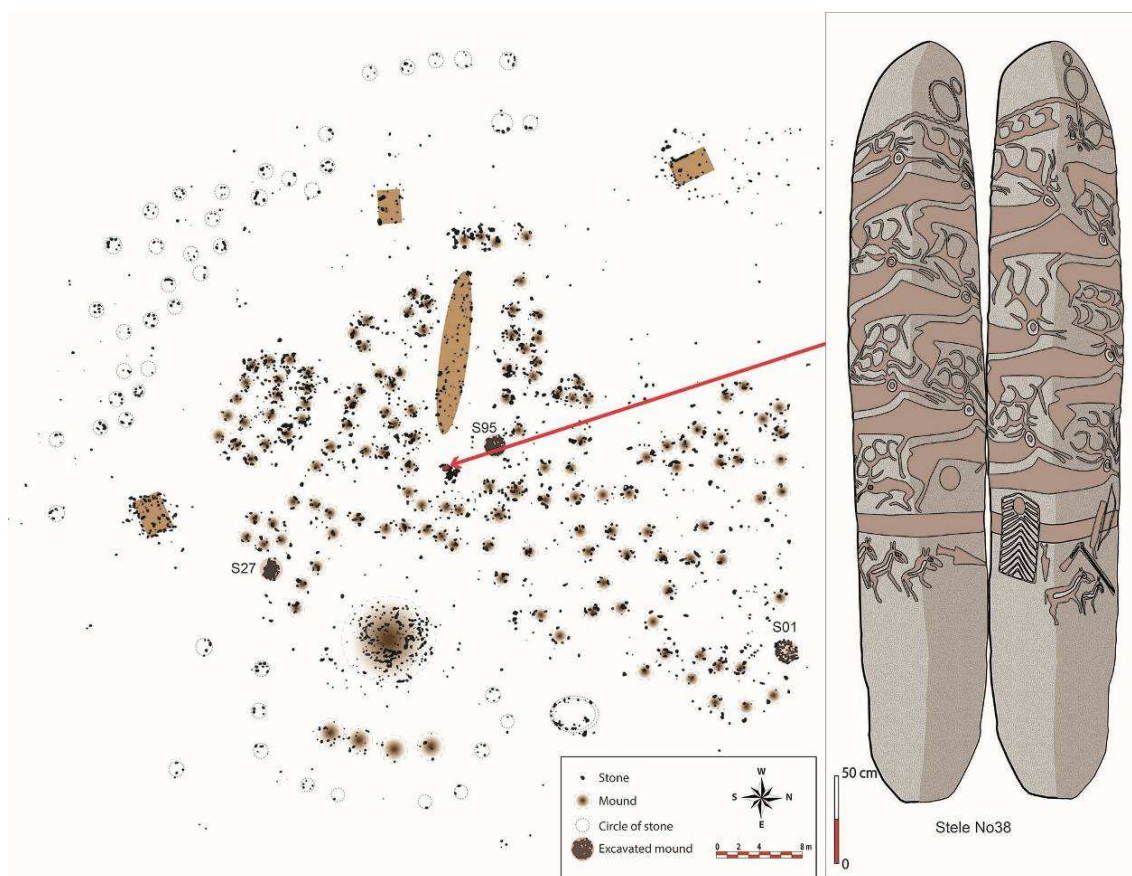 S95
S27
S01
Stone
Mound
Circle of stone
Excavated mound
W
S N
E
0 2 4 8 m
50 cm
0
Stele No38